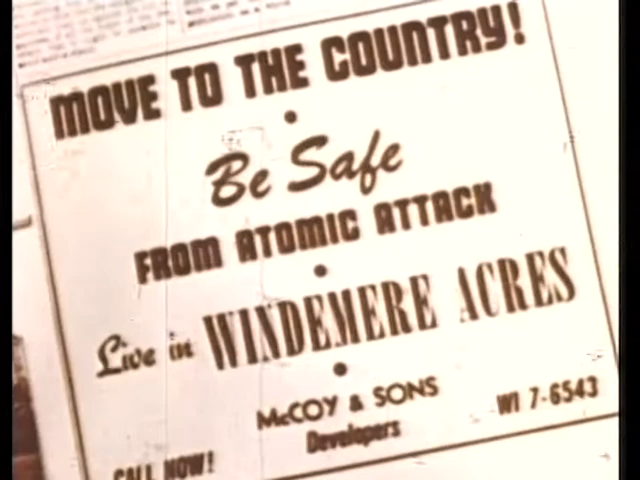 MOVE TO THE COUNTRY!
Be Safe
FROM ATOMIC ATTACK
Live in WINDEMERE ACRES
McCOY & SONS
Developers
WI 7-6543
CALL NOW!